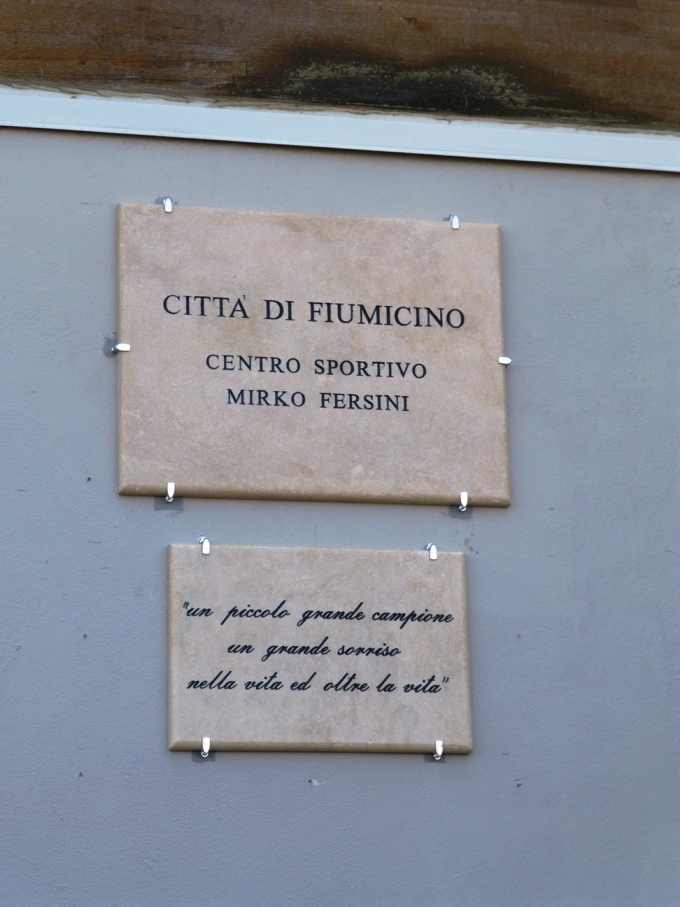 CITTÀ DI FIUMICINO
CENTRO SPORTIVO
MIRKO FERSINI
"un piccolo grande campione
un grande sorriso
nella vita ed oltre la vita"